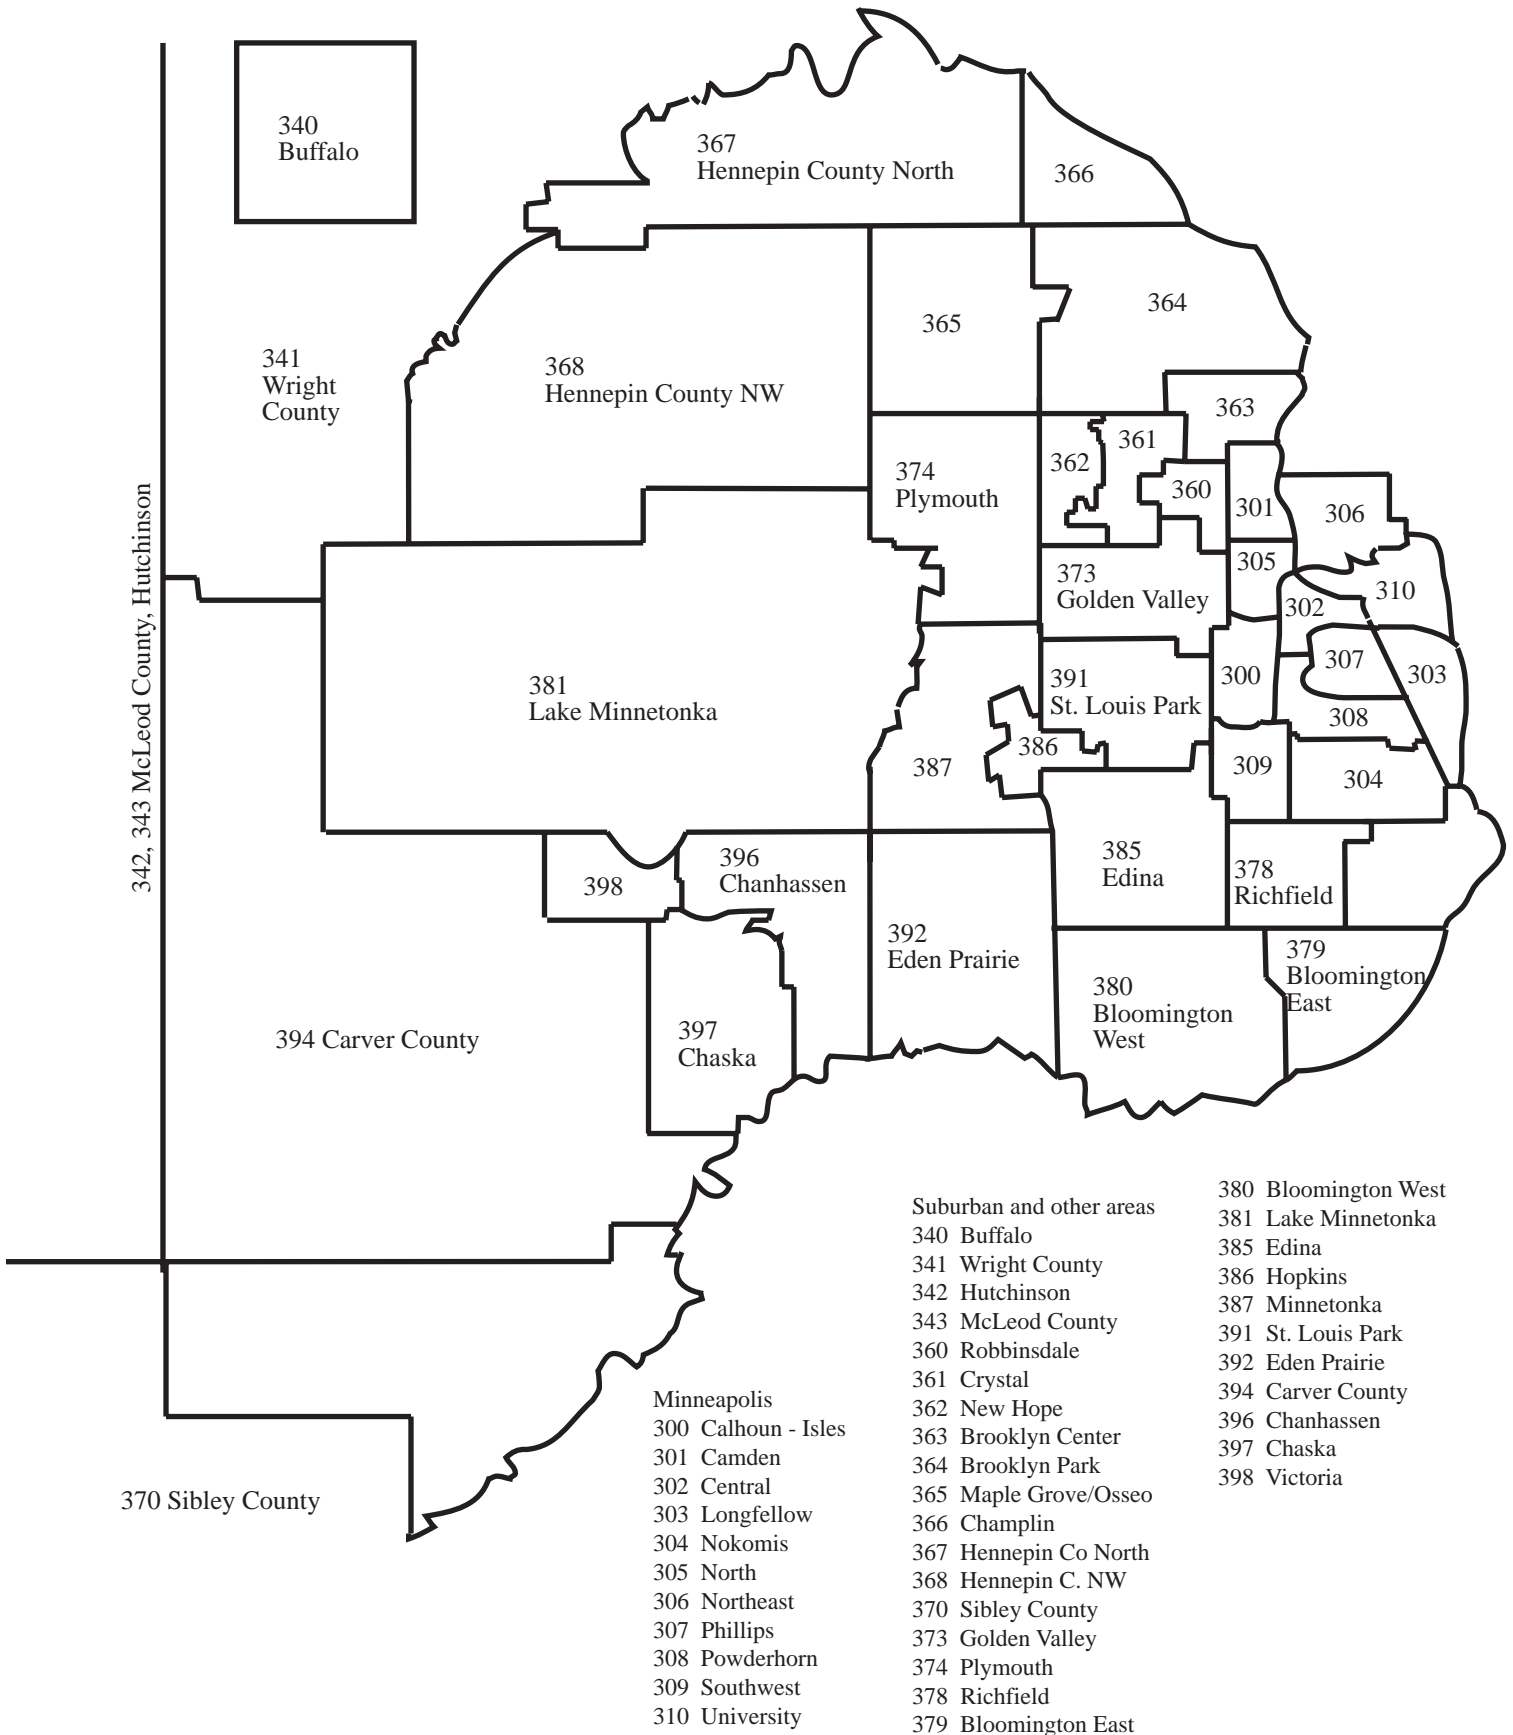 340
Buffalo
367
Hennepin County North
366
341
Wright
County
368
Hennepin County NW
365
364
363
374
Plymouth
362
361
360
301
306
305
373
Golden Valley
302
310
342, 343 McLeod County, Hutchinson
381
Lake Minnetonka
391
St. Louis Park
300
307
303
308
386
387
309
304
398
396
Chanhassen
385
Edina
378
Richfield
392
Eden Prairie
379
Bloomington
East
380
Bloomington
West
394 Carver County
397
Chaska
370 Sibley County
Minneapolis
300 Calhoun - Isles
301 Camden
302 Central
303 Longfellow
304 Nokomis
305 North
306 Northeast
307 Phillips
308 Powderhorn
309 Southwest
310 University
Suburban and other areas
340 Buffalo
341 Wright County
342 Hutchinson
343 McLeod County
360 Robbinsdale
361 Crystal
362 New Hope
363 Brooklyn Center
364 Brooklyn Park
365 Maple Grove/Osseo
366 Champlin
367 Hennepin Co North
368 Hennepin C. NW
370 Sibley County
373 Golden Valley
374 Plymouth
378 Richfield
379 Bloomington East
380 Bloomington West
381 Lake Minnetonka
385 Edina
386 Hopkins
387 Minnetonka
391 St. Louis Park
392 Eden Prairie
394 Carver County
396 Chanhassen
397 Chaska
398 Victoria